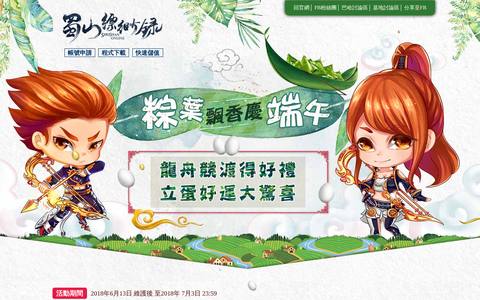 回官網│FB粉絲團│巴哈討論區│基地討論區│分享至FB
蜀山緣紛錄
ONLINE
帳號申請 程式下載 快速儲值
粽葉飄香慶端午
龍舟競渡得好禮
立蛋好運大驚喜
活動期間 2018年6月13日 維護後 至2018年 7月3日 23:59